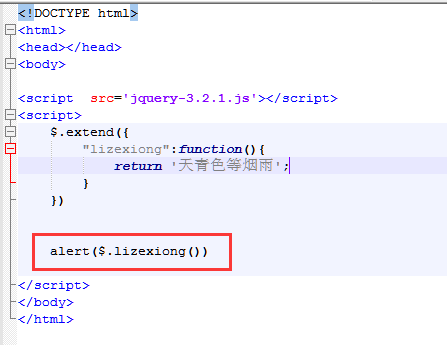 <!DOCTYPE html>
<html>
<head></head>
<body>
<script  src='jquery-3.2.1.js'></script>
<script>
    $.extend({
        "lizexiong":function(){
            return '天青色等烟雨';
        }
    })
    alert($.lizexiong())
</script>
</body>
</html>